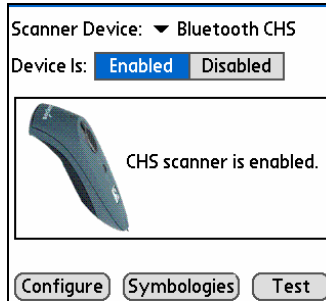 Scanner Device: Bluetooth CHS
Device Is: Enabled Disabled
CHS scanner is enabled.
Configure Symbologies Test